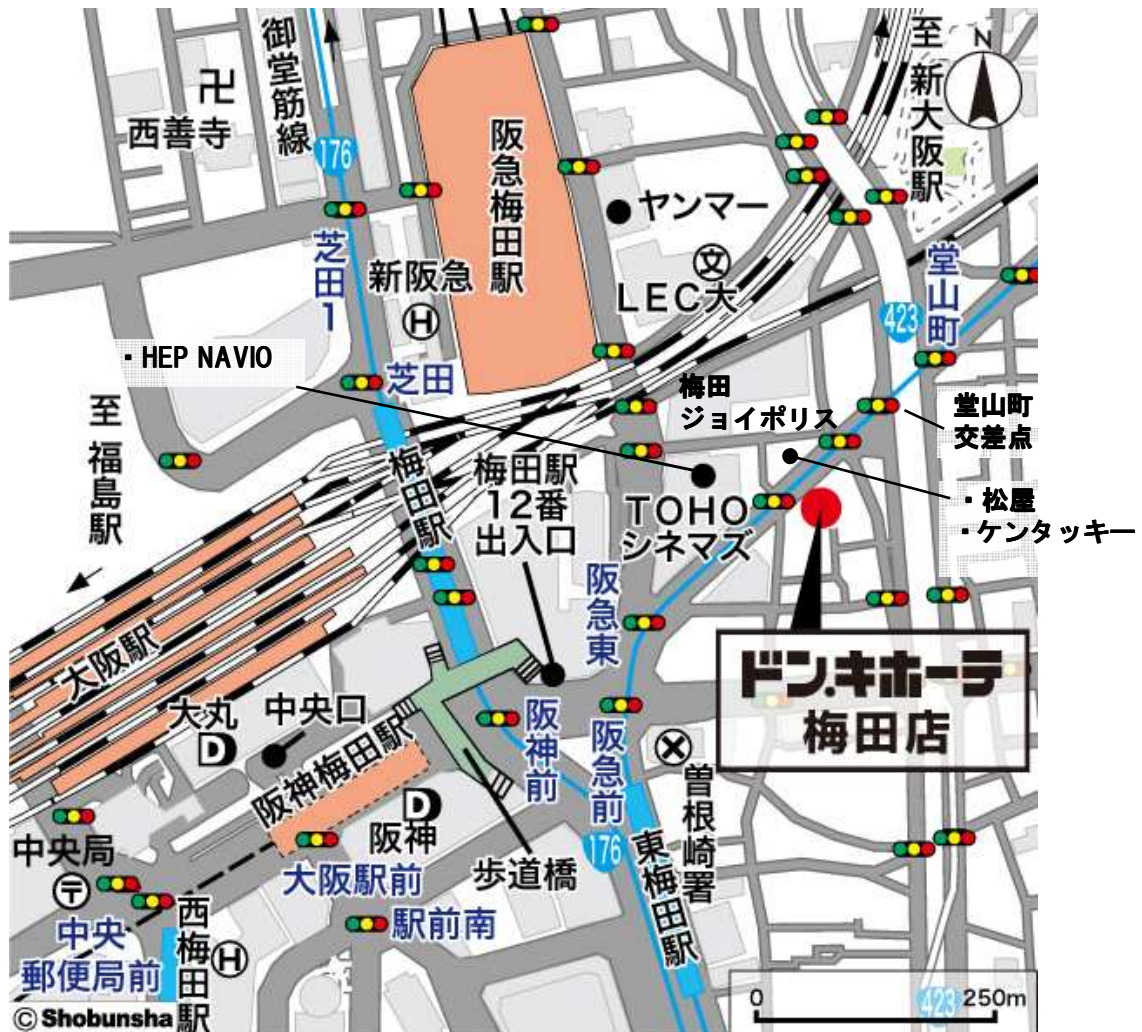 御堂筋線
卍
西善寺
176
阪急梅田駅
至 新大阪駅
N
ヤンマー
文
LEC大
芝田1
新阪急
H
堂山町
423
・HEP NAVIO
芝田
梅田
ジョイポリス
堂山町
交差点
至 福島駅
梅田駅
梅田駅
12番
出入口
TOHO
シネマズ
・松屋
・ケンタッキー
阪急東
大阪駅
大丸
D
中央口
阪神梅田駅
阪神前
阪急前
曽根崎署
ドン.キホーテ
梅田店
D
阪神
歩道橋
176
東梅田駅
中央局
〒
大阪駅前
駅前南
中央
郵便局前
西梅田駅
H
0
423
250m
© Shobunsha